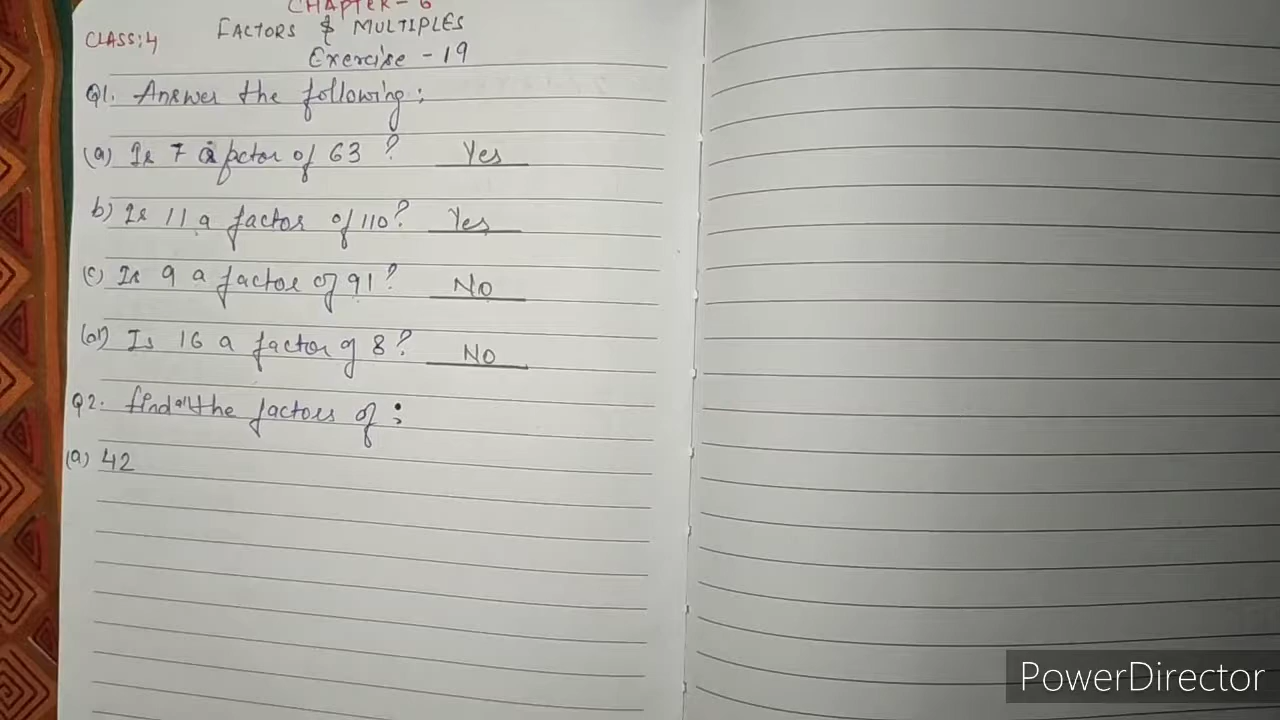 CHAPTER - 6
CLASS: 4 FACTORS & MULTIPLES
Exercise - 19
Q1. Answer the following:
(a) Is 7 a factor of 63 ? Yes
b) Is 11 a factor of 110? Yes
(c) Is 9 a factor of 91? No
(d) Is 16 a factor of 8? No
Q2. find all the factors of :
(a) 42
PowerDirector